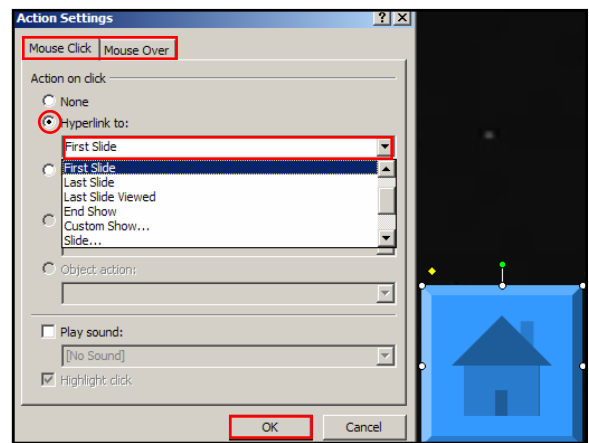 Action Settings
Mouse Click
Mouse Over
Action on click
None
Hyperlink to:
First Slide
First Slide
Last Slide
Last Slide Viewed
End Show
Custom Show...
Slide...
Object action:
Play sound:
[No Sound]
Highlight click
OK
Cancel